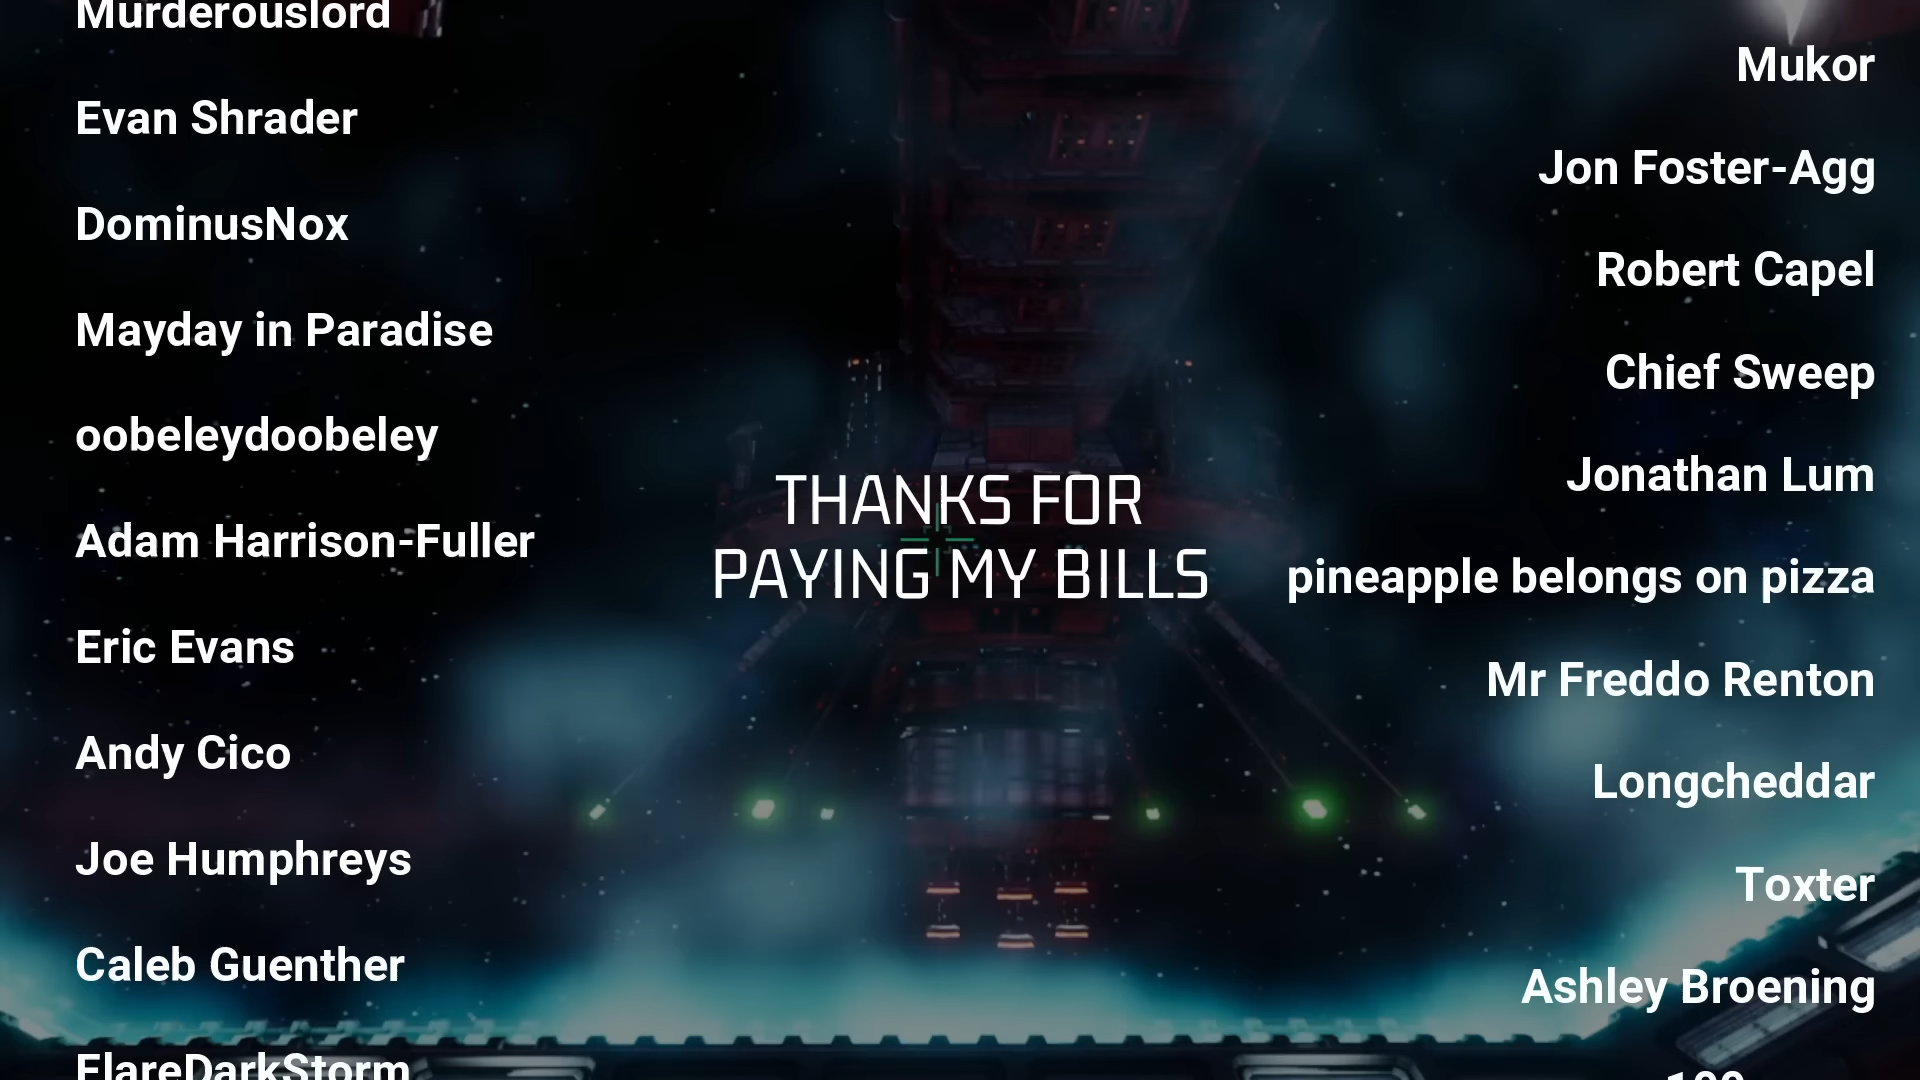 Murderouslord
Evan Shrader
DominusNox
Mayday in Paradise
oobeleydoobeley
Adam Harrison-Fuller
Eric Evans
Andy Cico
Joe Humphreys
Caleb Guenther
FlareDarkStorm
THANKS FOR
PAYING MY BILLS
Mukor
Jon Foster-Agg
Robert Capel
Chief Sweep
Jonathan Lum
pineapple belongs on pizza
Mr Freddo Renton
Longcheddar
Toxter
Ashley Broening